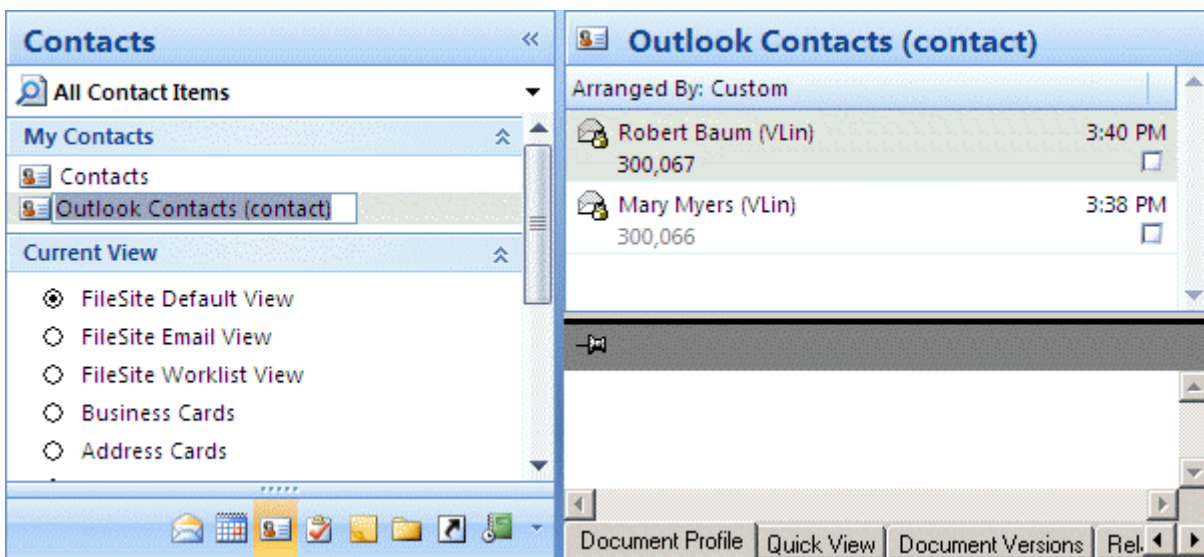 Contacts
All Contact Items
My Contacts
Contacts
Outlook Contacts (contact)
Current View
FileSite Default View
FileSite Email View
FileSite Worklist View
Business Cards
Address Cards
Outlook Contacts (contact)
Arranged By: Custom
Robert Baum (VLin) 3:40 PM
300,067
Mary Myers (VLin) 3:38 PM
300,066
Document Profile Quick View Document Versions Rel